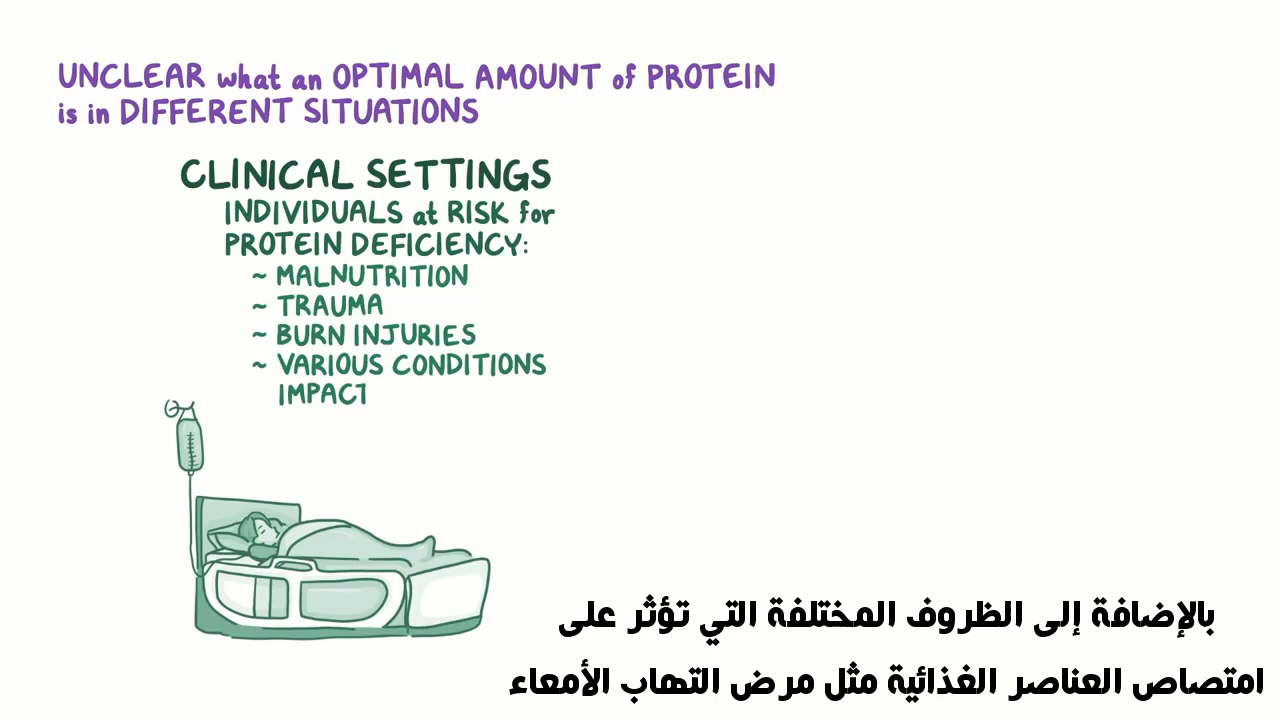 UNCLEAR what an OPTIMAL AMOUNT of PROTEIN
is in DIFFERENT SITUATIONS
CLINICAL SETTINGS
INDIVIDUALS at RISK for
PROTEIN DEFICIENCY:
~ MALNUTRITION
~ TRAUMA
~ BURN INJURIES
~ VARIOUS CONDITIONS
IMPACT
بالإضافة إلى الظروف المختلفة التي تؤثر على
امتصاص العناصر الغذائية مثل مرض التهاب الأمعاء